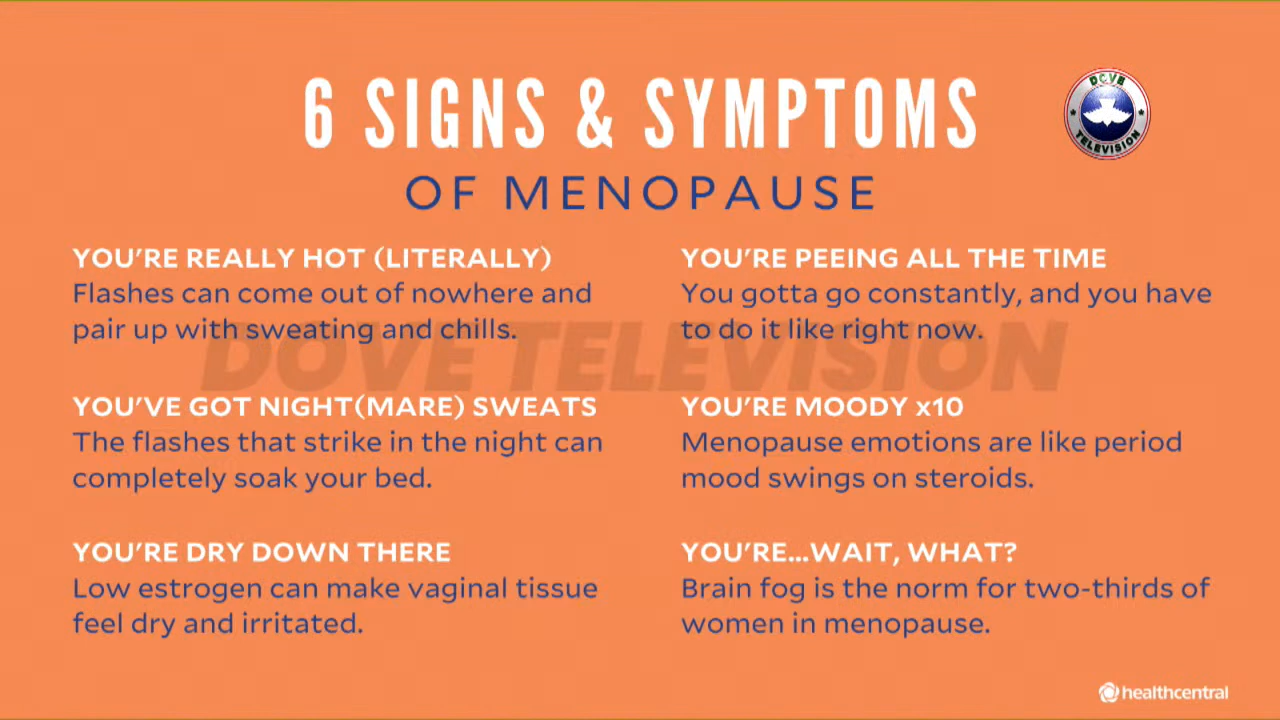 6 SIGNS & SYMPTOMS
OF MENOPAUSE
DOVE
TELEVISION
YOU'RE REALLY HOT (LITERALLY)
Flashes can come out of nowhere and
pair up with sweating and chills.
YOU'VE GOT NIGHT(MARE) SWEATS
The flashes that strike in the night can
completely soak your bed.
YOU'RE DRY DOWN THERE
Low estrogen can make vaginal tissue
feel dry and irritated.
YOU'RE PEEING ALL THE TIME
You gotta go constantly, and you have
to do it like right now.
YOU'RE MOODY x10
Menopause emotions are like period
mood swings on steroids.
YOU'RE...WAIT, WHAT?
Brain fog is the norm for two-thirds of
women in menopause.
DOVE TELEVISION
healthcentral